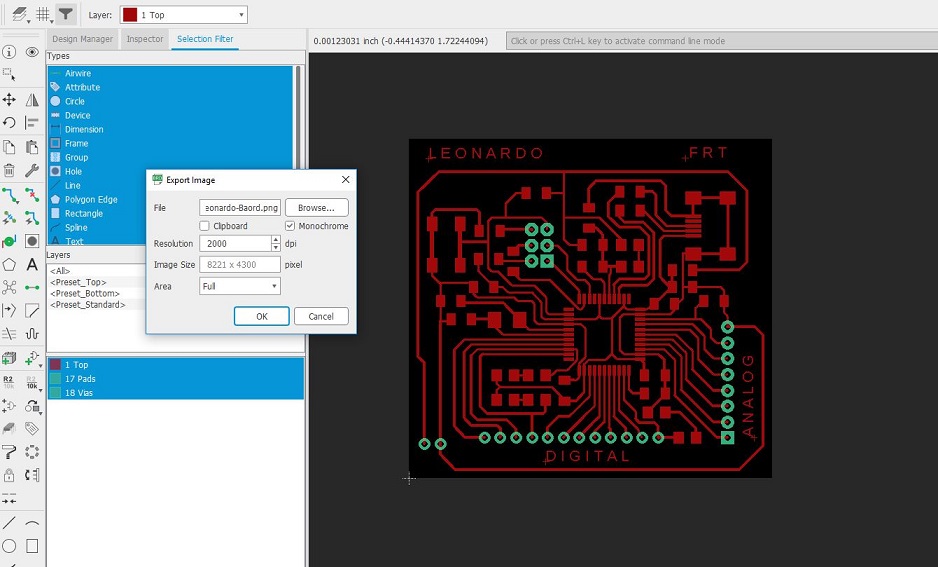 Layer:
1 Top
Design Manager
Inspector
Selection Filter
0.00123031 inch (-0.44414370 1.72244094)
Click or press Ctrl+L key to activate command line mode
Types
Airwire
Attribute
Circle
Device
Dimension
Frame
Group
Hole
Line
Polygon Edge
Rectangle
Spline
Text
Export Image
File
eonardo-Baord.png
Browse...
Clipboard
Monochrome
Resolution
2000
dpi
Image Size
8221 x 4300
pixel
Area
Full
OK
Cancel
Layers
<All>
<Preset_Top>
<Preset_Bottom>
<Preset_Standard>
1 Top
17 Pads
18 Vias
R2
10k
R2
10k
LEONARDO
FRT
ANALOG
DIGITAL